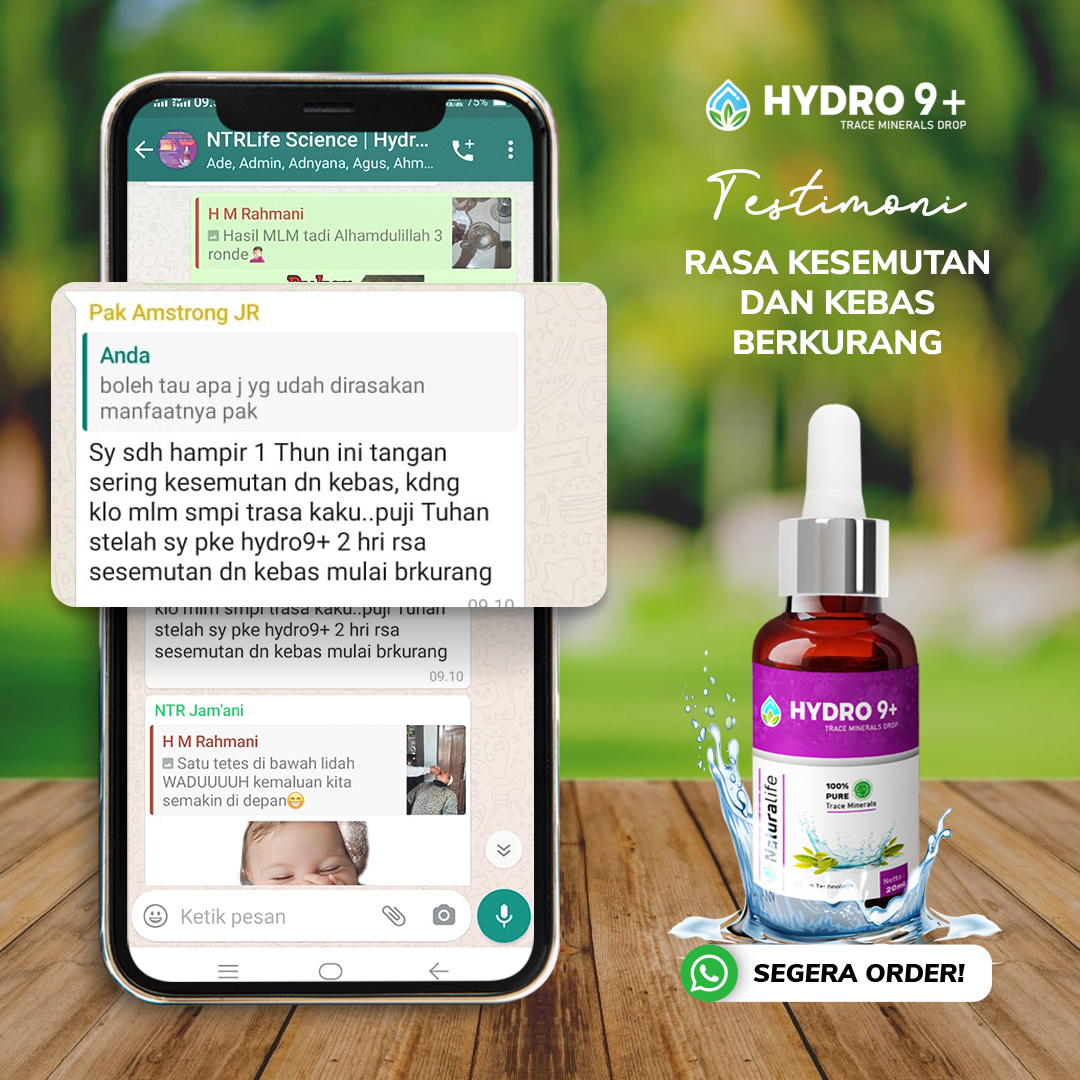 HYDRO 9+
TRACE MINERALS DROP
Testimoni
RASA KESEMUTAN
DAN KEBAS
BERKURANG
75%
NTRLife Science | Hydr...
Ade, Admin, Adnyana, Agus, Ahm...
H M Rahmani
Hasil MLM tadi Alhamdulillah 3
ronde
Pak Amstrong JR
Anda
boleh tau apa j yg udah dirasakan
manfaatnya pak
Sy sdh hampir 1 Thun ini tangan
sering kesemutan dn kebas, kdng
klo mlm smpi trasa kaku..puji Tuhan
stelah sy pke hydro9+ 2 hri rsa
sesemutan dn kebas mulai brkurang
09.10
klo mlm smpi trasa kaku..puji Tuhan
stelah sy pke hydro9+ 2 hri rsa
sesemutan dn kebas mulai brkurang
09.10
NTR Jam'ani
H M Rahmani
Satu tetes di bawah lidah
WADUUUUH kemaluan kita
semakin di depan
Ketik pesan
HYDRO 9+
TRACE MINERALS DROP
Naturalife
100%
PURE
Trace Minerals
Netto :
20ml
SEGERA ORDER!